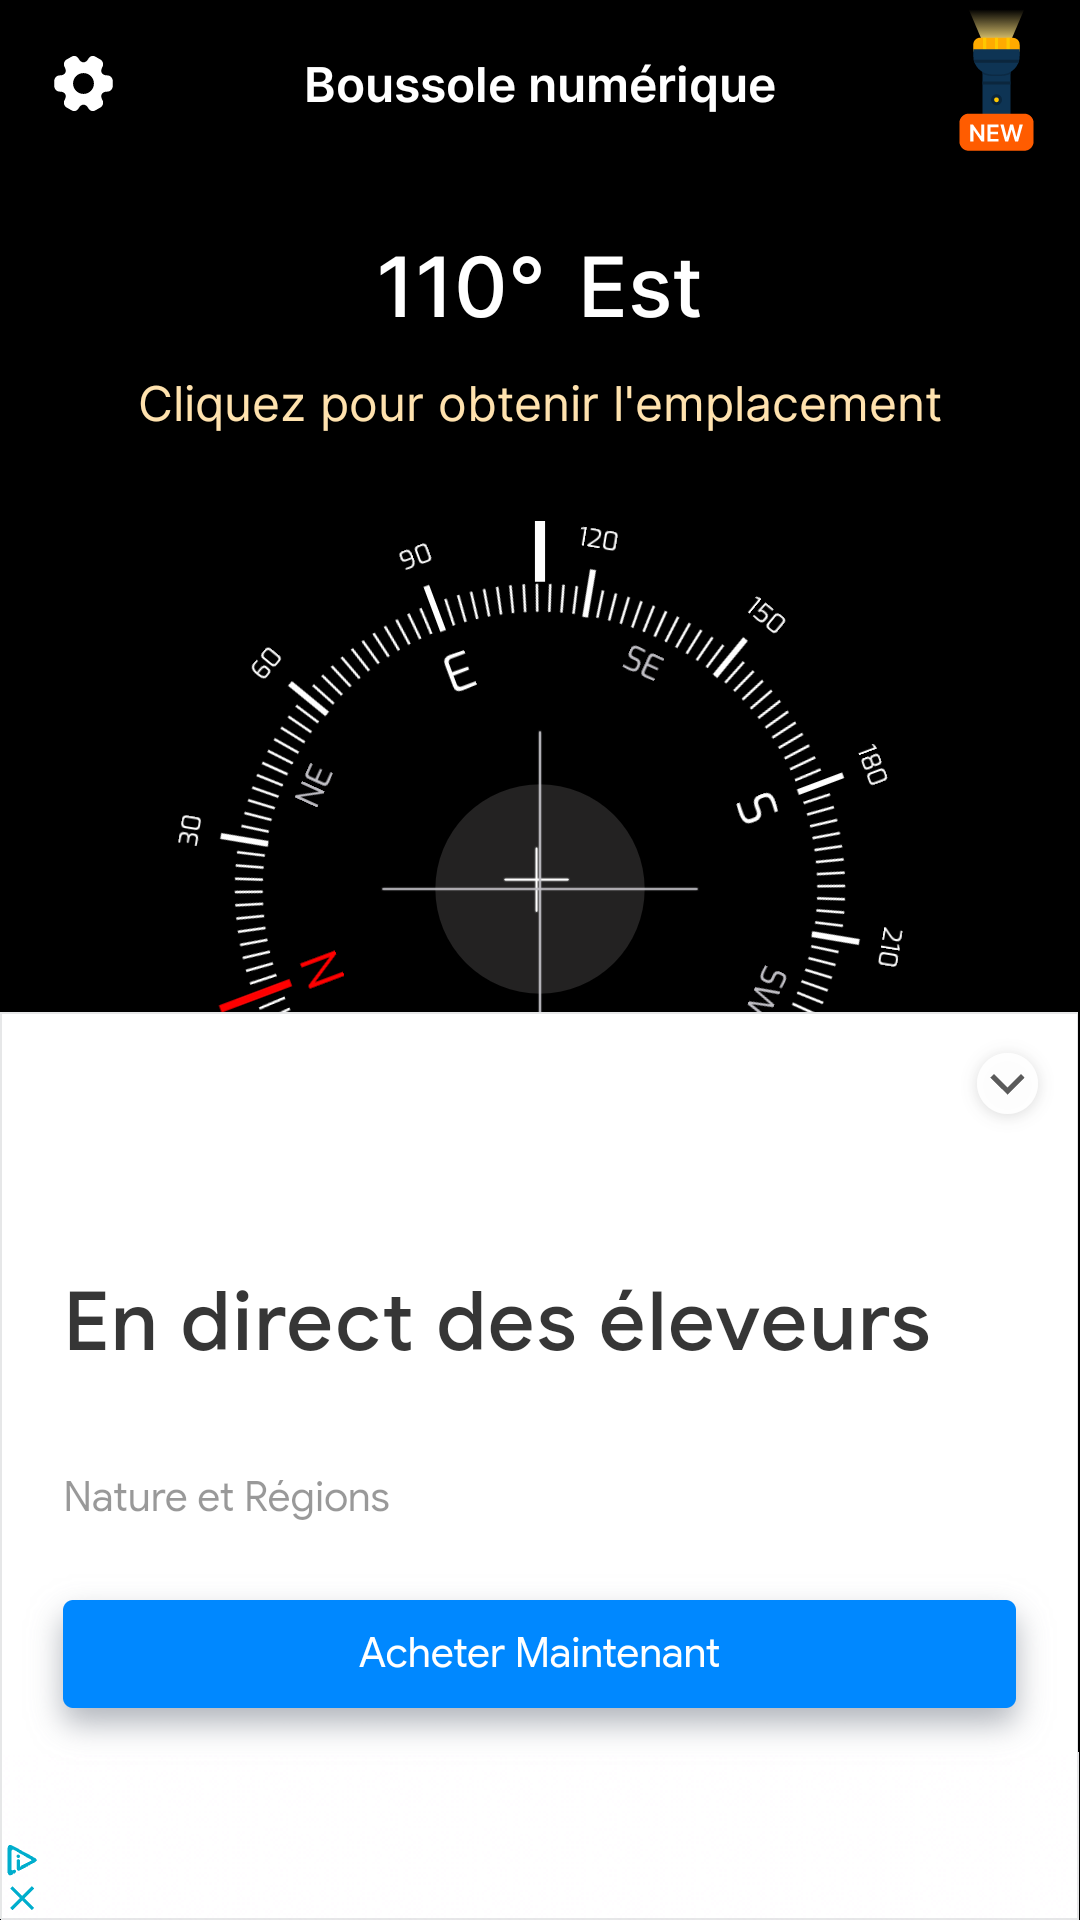 Boussole numérique
NEW
110° Est
Cliquez pour obtenir l'emplacement
90
120
60
150
E
SE
NE
180
30
S
210
N
SW
En direct des éleveurs
Nature et Régions
Acheter Maintenant